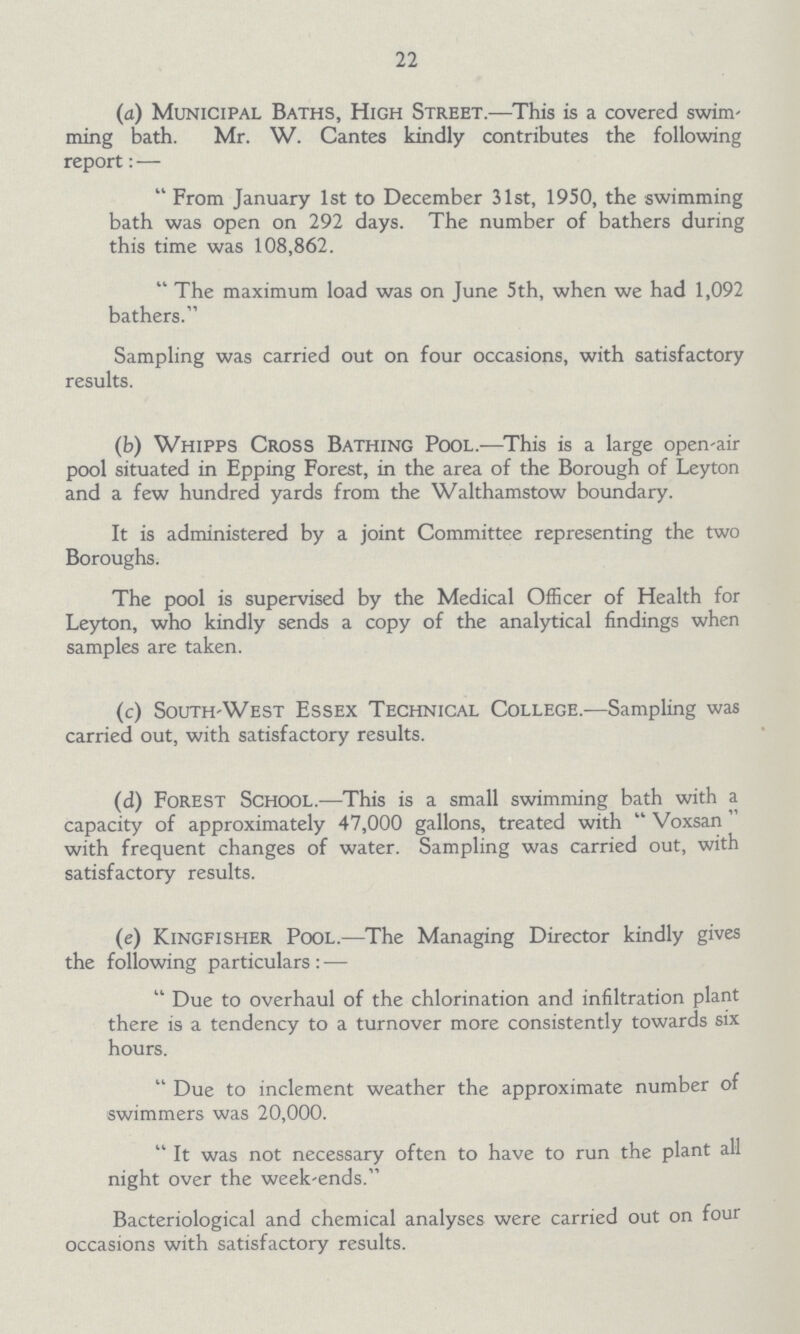 22
(a) MUNICIPAL BATHS, HIGH STREET.—This is a covered swim-
ming bath. Mr. W. Cantes kindly contributes the following
report:—
" From January 1st to December 31st, 1950, the swimming
bath was open on 292 days. The number of bathers during
this time was 108,862.
" The maximum load was on June 5th, when we had 1,092
bathers."
Sampling was carried out on four occasions, with satisfactory
results.
(b) WHIPPS CROSS BATHING POOL.—This is a large open-air
pool situated in Epping Forest, in the area of the Borough of Leyton
and a few hundred yards from the Walthamstow boundary.
It is administered by a joint Committee representing the two
Boroughs.
The pool is supervised by the Medical Officer of Health for
Leyton, who kindly sends a copy of the analytical findings when
samples are taken.
(c) SOUTH-WEST ESSEX TECHNICAL COLLEGE.—Sampling was
carried out, with satisfactory results.
(d) FOREST SCHOOL.—This is a small swimming bath with a
capacity of approximately 47,000 gallons, treated with " Voxsan "
with frequent changes of water. Sampling was carried out, with
satisfactory results.
(e) KINGFISHER POOL.—The Managing Director kindly gives
the following particulars:—
" Due to overhaul of the chlorination and infiltration plant
there is a tendency to a turnover more consistently towards six
hours.
" Due to inclement weather the approximate number of
swimmers was 20,000.
" It was not necessary often to have to run the plant all
night over the week-ends."
Bacteriological and chemical analyses were carried out on four
occasions with satisfactory results.